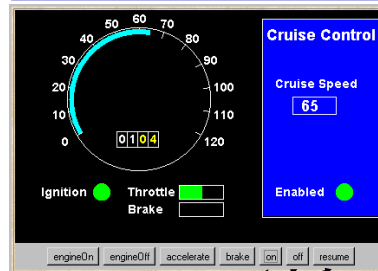 50 60 70
40
30 90
20 100
10 110
0 120
0104
Cruise Control
Cruise Speed
65
Ignition Throttle Enabled
Brake
engineOn engineOff accelerate brake on off resume